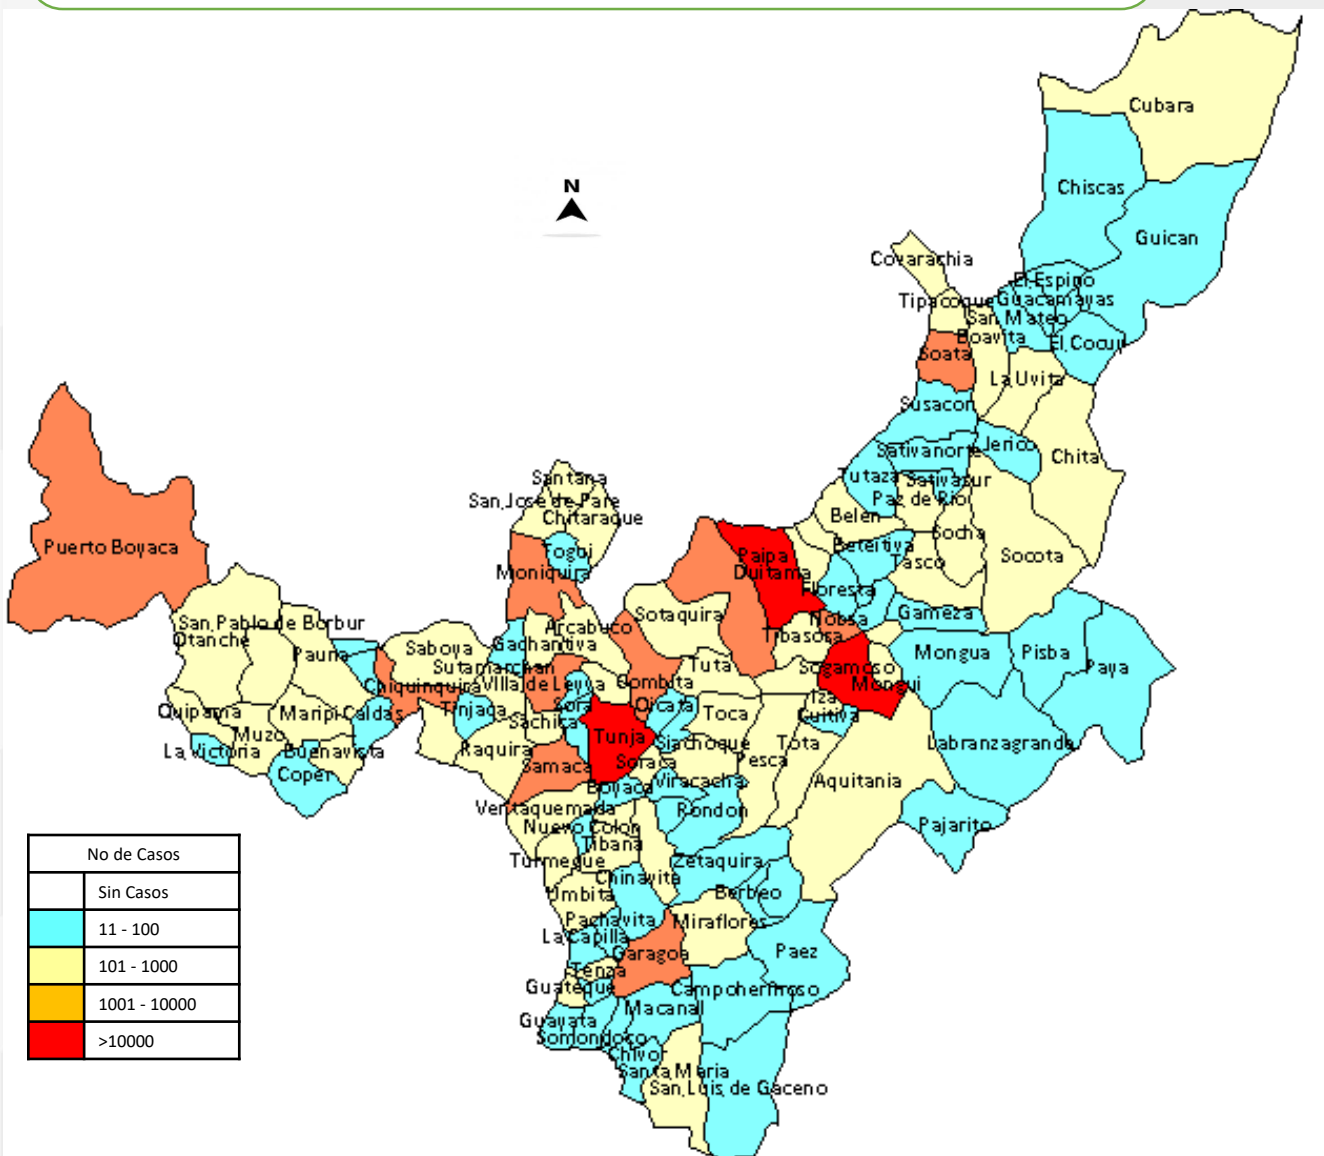 Cubara
N
Chiscas
Guican
Covarachia
El Espino
Tipacoque
Guacamayas
San Mateo
Boavita
El Cocuy
Soata
La Uvita
Susacon
Sativanorte
Jerico
Chita
Santana
Tutaza
Sativasur
San Jose de Pare
Paz de Rio
Chitaraque
Belen
Socha
Puerto Boyaca
Togui
Paipa
Beteitiva
Socota
Moniquira
Duitama
Tasco
Floresta
Sotaquira
Gameza
San Pablo de Borbur
Arcabuco
Nobsa
Otanche
Tibasosa
Gachantiva
Saboya
Pauna
Mongua
Pisba
Paya
Sutamarchan
Tuta
Sogamoso
Chiquinquira
Villa de Leyva
Combita
Mongui
Iza
Quipama
Maripi
Caldas
Tinjaca
Sora
Oicata
Toca
Cuitiva
Sachica
Muzo
Tunja
Siachoque
Tota
Labranzagrande
La Victoria
Buenavista
Raquira
Samaca
Soraca
Pesca
Coper
Boyaca
Viracacha
Aquitania
Ventaquemada
Rondon
Nuevo Colon
Pajarito
Tibana
No de Casos
Turmeque
Zetaquira
Chinavita
Sin Casos
Umbita
Berbeo
11 - 100
Pachavita
Miraflores
La Capilla
Garagoa
Paez
101 - 1000
Tenza
Guateque
Campohermoso
1001 - 10000
Macanal
Guayata
Somondoco
>10000
Chivor
Santa Maria
San Luis de Gaceno